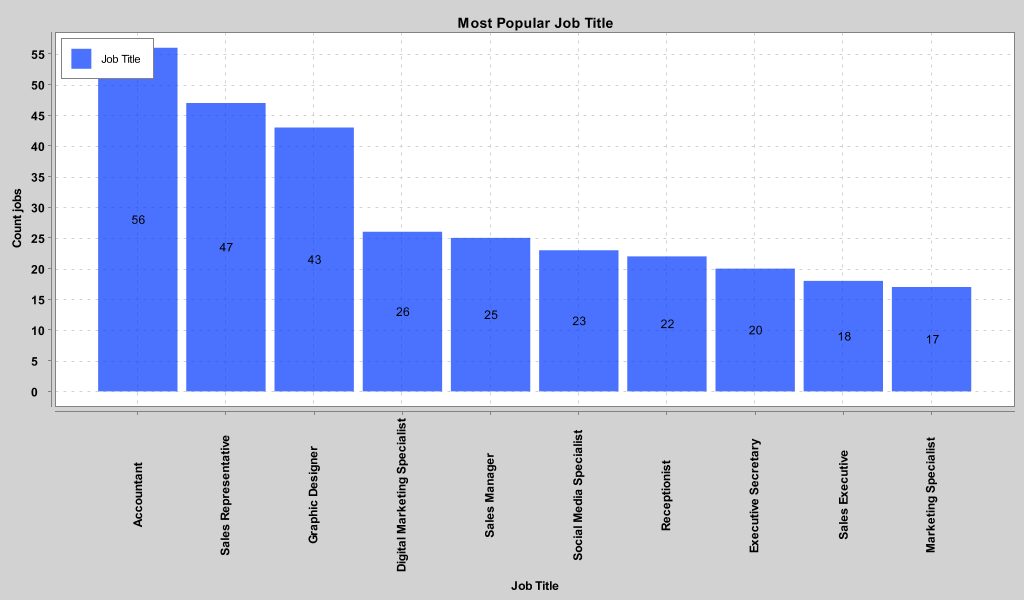 Most Popular Job Title
Job Title
Count jobs
55
50
45
40
35
30
25
20
15
10
5
0
56
47
43
26
25
23
22
20
18
17
Accountant
Sales Representative
Graphic Designer
Digital Marketing Specialist
Sales Manager
Social Media Specialist
Receptionist
Executive Secretary
Sales Executive
Marketing Specialist
Job Title